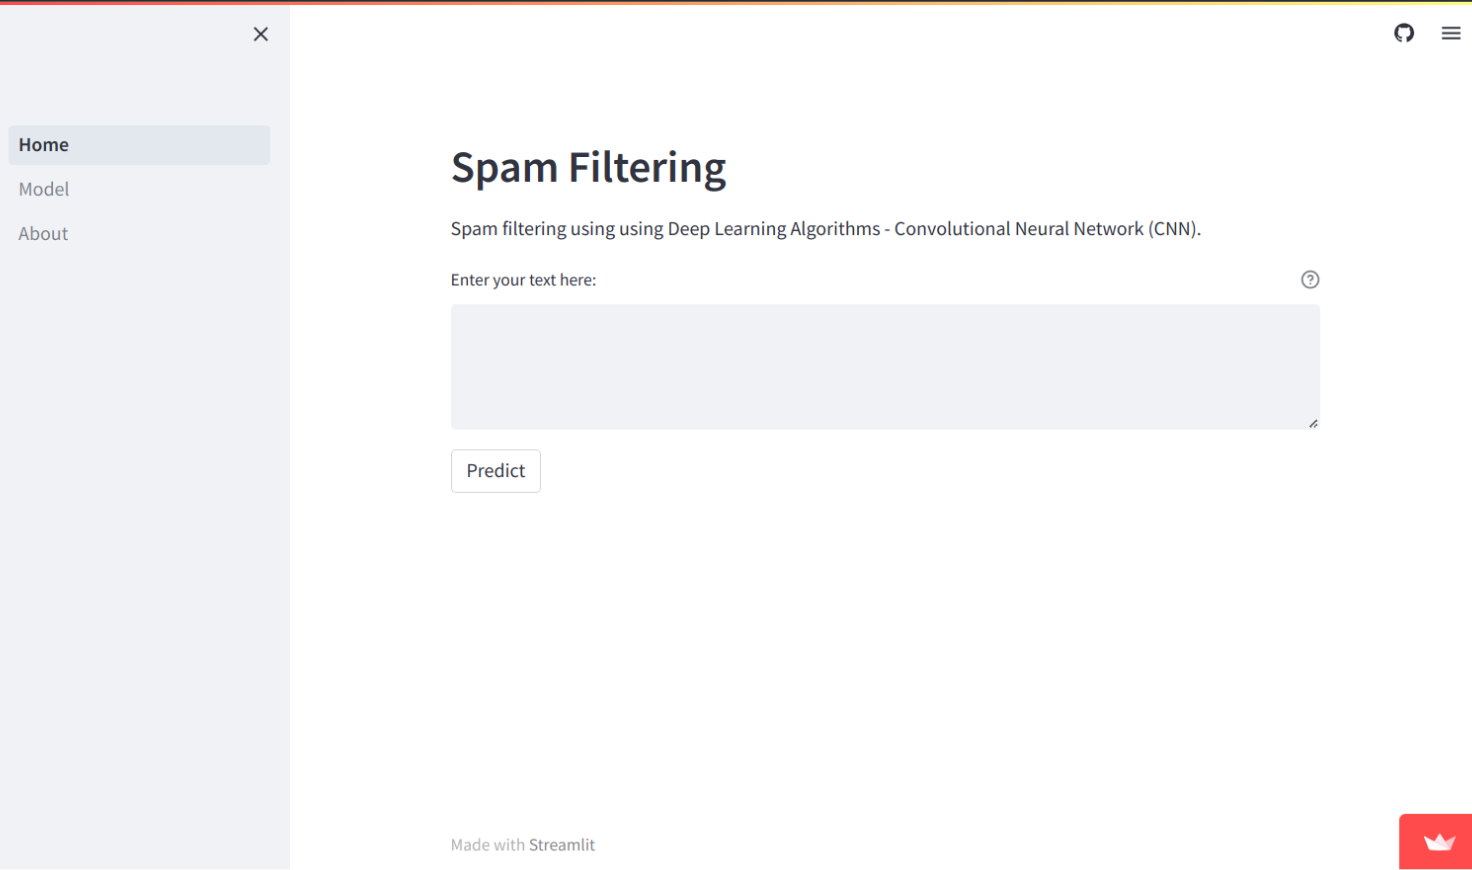 Home
Model
About
Spam Filtering
Spam filtering using using Deep Learning Algorithms - Convolutional Neural Network (CNN).
Enter your text here:
Predict
Made with Streamlit